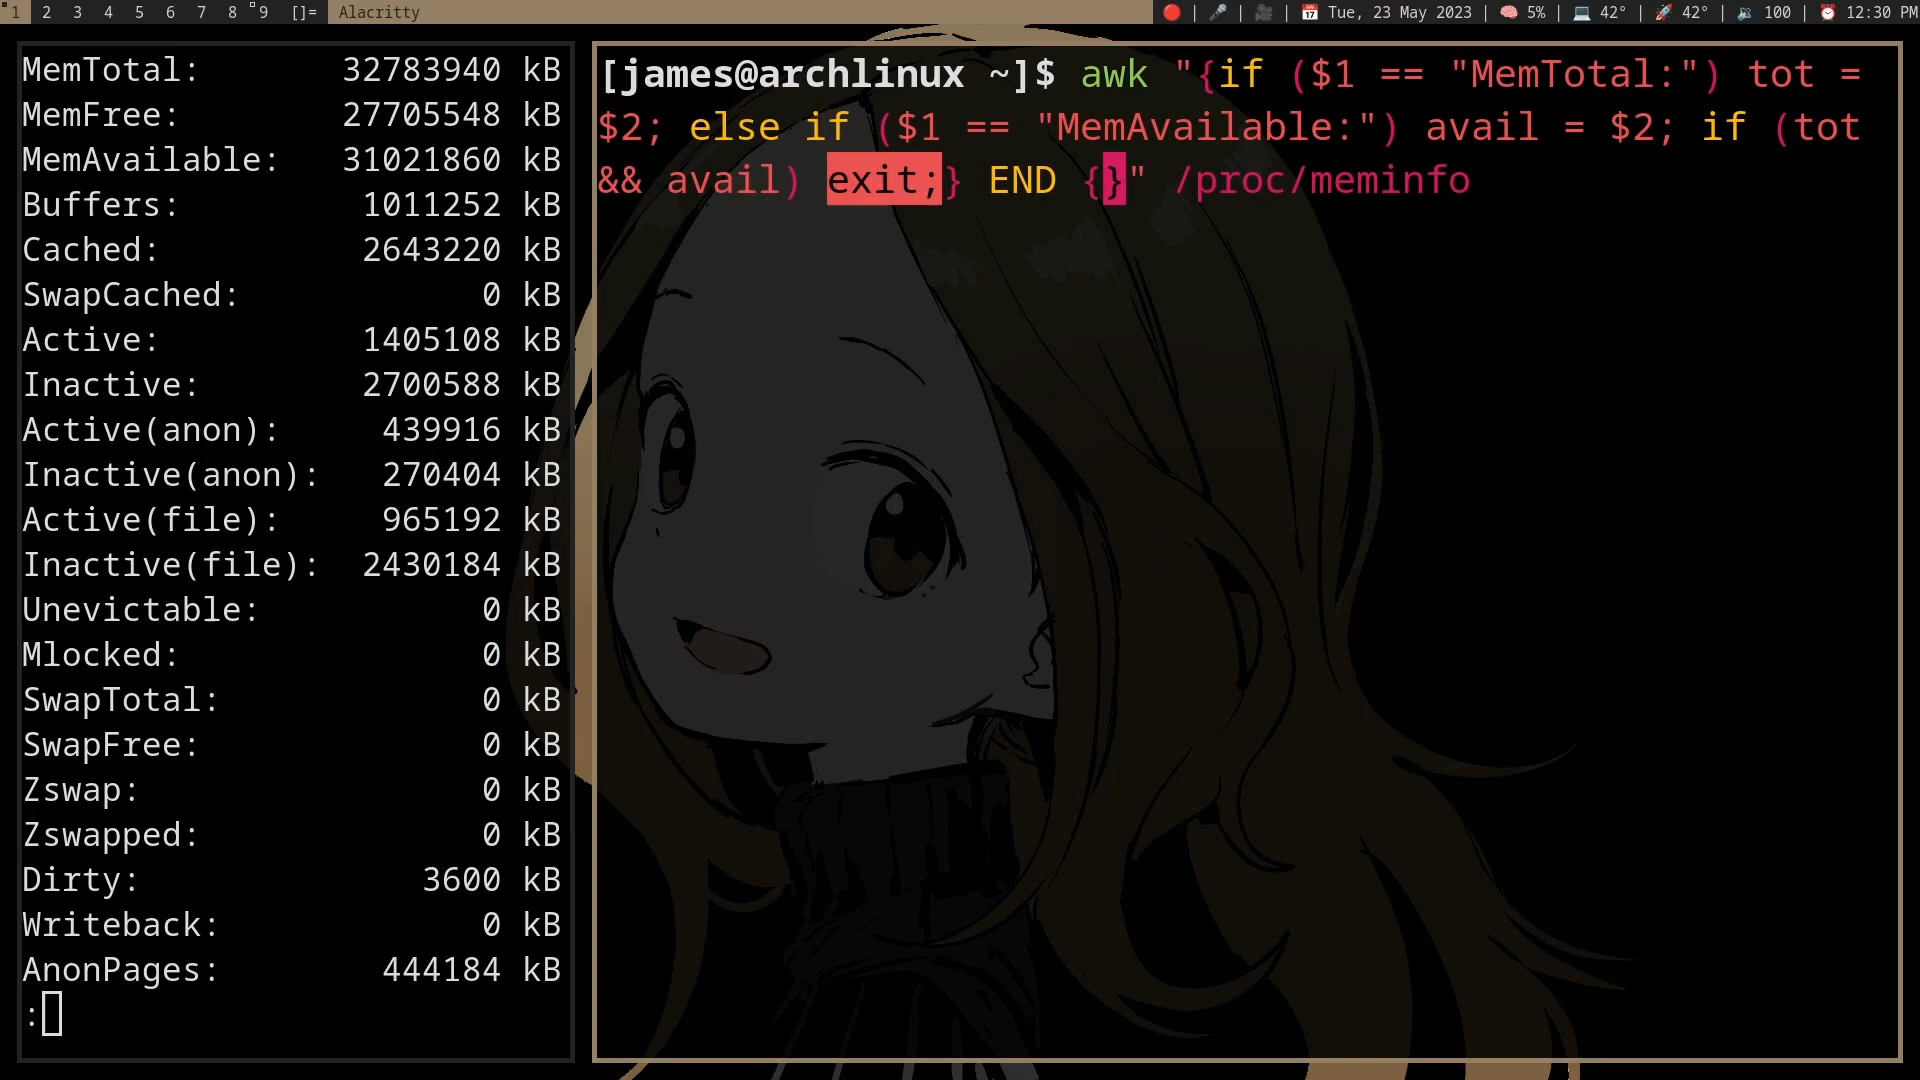 1 2 3 4 5 6 7 8 9 []= Alacritty | | | Tue, 23 May 2023 | 5% | 42° | 42° | 100 | 12:30 PM
MemTotal: 32783940 kB
MemFree: 27705548 kB
MemAvailable: 31021860 kB
Buffers: 1011252 kB
Cached: 2643220 kB
SwapCached: 0 kB
Active: 1405108 kB
Inactive: 2700588 kB
Active(anon): 439916 kB
Inactive(anon): 270404 kB
Active(file): 965192 kB
Inactive(file): 2430184 kB
Unevictable: 0 kB
Mlocked: 0 kB
SwapTotal: 0 kB
SwapFree: 0 kB
Zswap: 0 kB
Zswapped: 0 kB
Dirty: 3600 kB
Writeback: 0 kB
AnonPages: 444184 kB
:
[james@archlinux ~]$ awk "{if ($1 == "MemTotal:") tot =
$2; else if ($1 == "MemAvailable:") avail = $2; if (tot
&& avail) exit;} END {}" /proc/meminfo